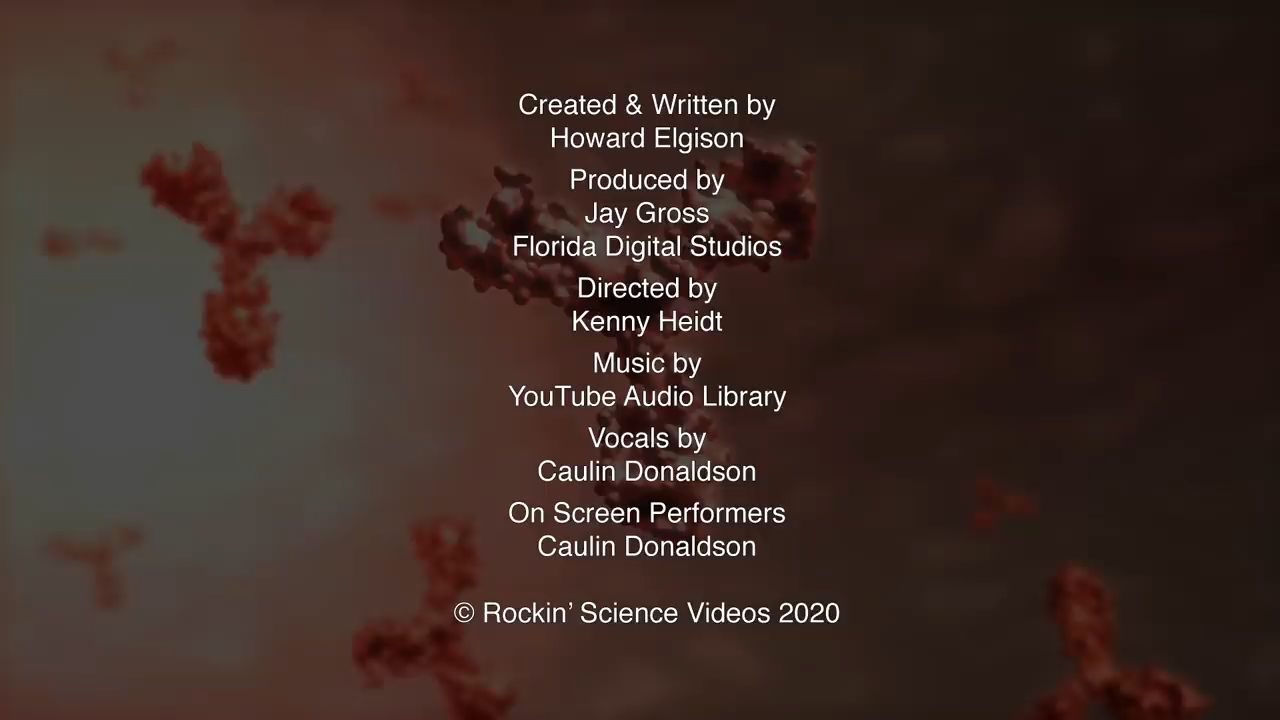 Created & Written by
Howard Elgison
Produced by
Jay Gross
Florida Digital Studios
Directed by
Kenny Heidt
Music by
YouTube Audio Library
Vocals by
Caulin Donaldson
On Screen Performers
Caulin Donaldson
© Rockin’ Science Videos 2020